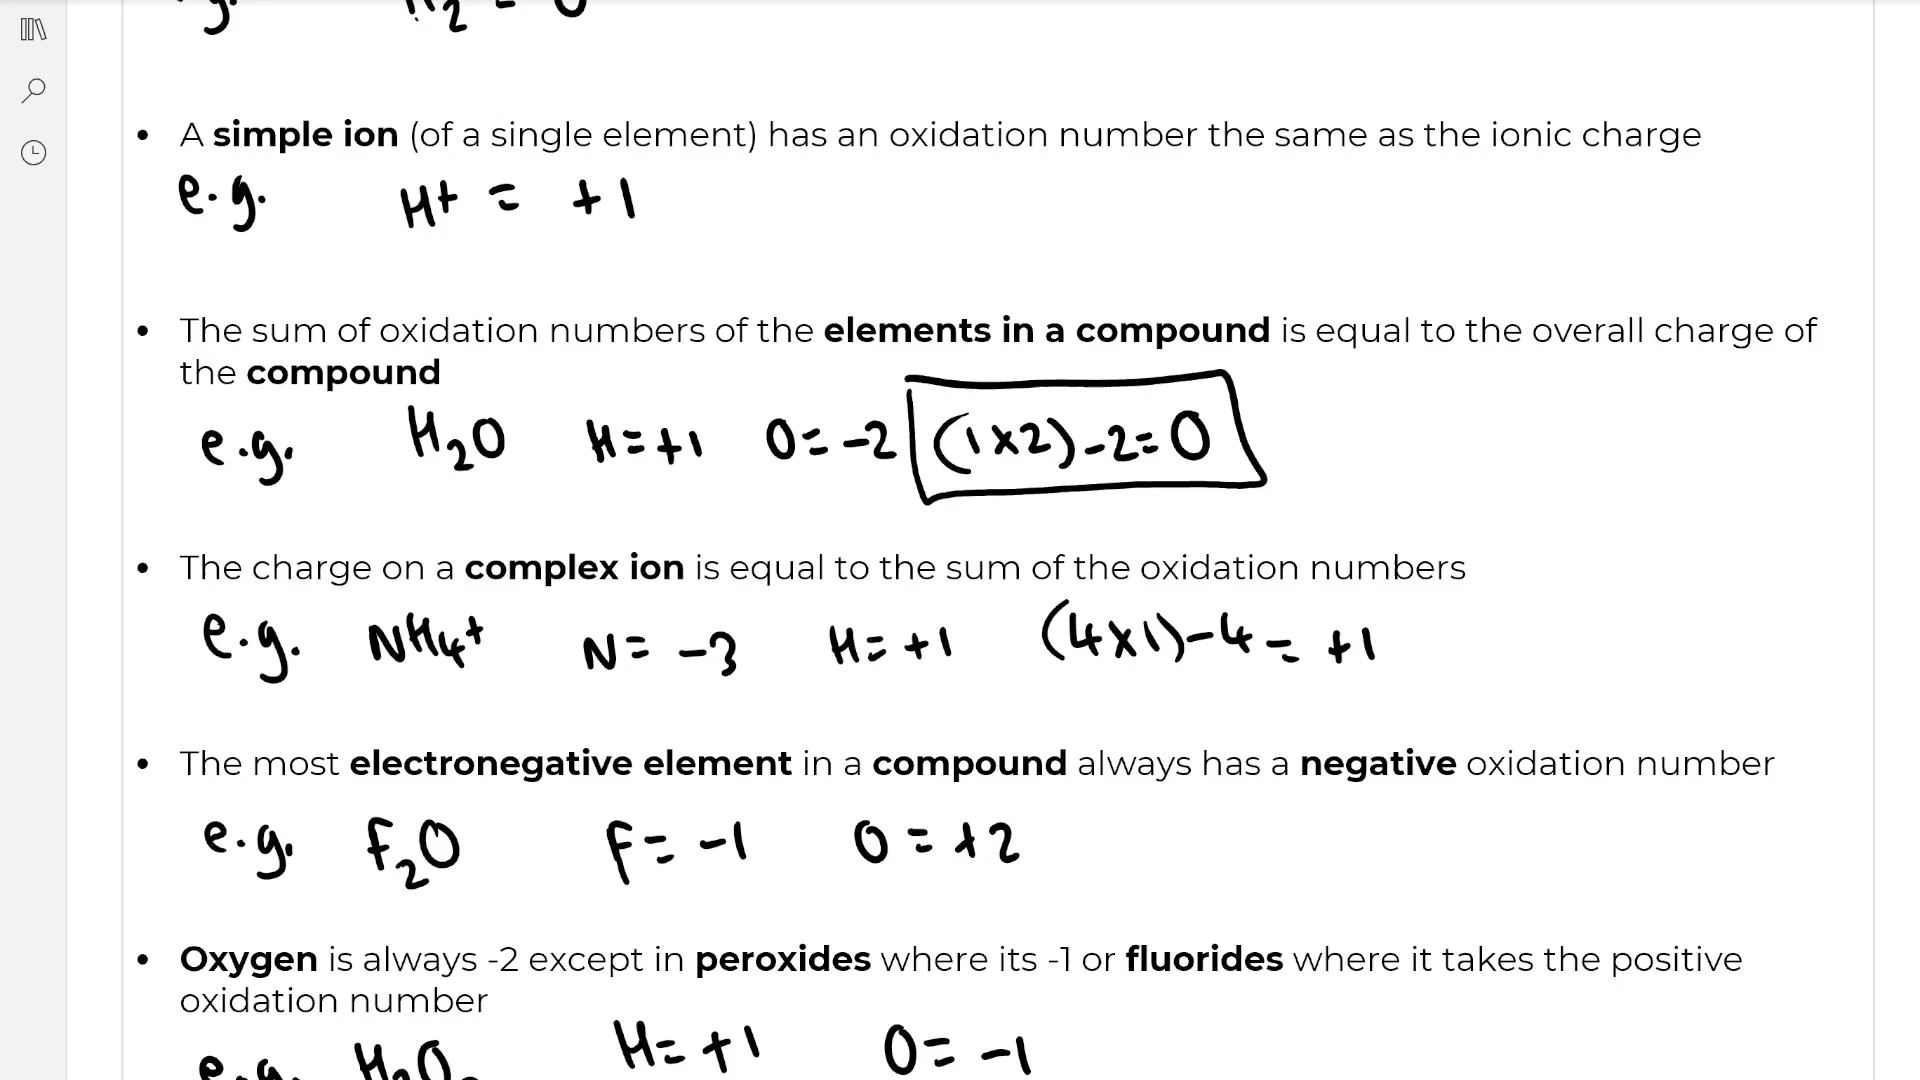 • A simple ion (of a single element) has an oxidation number the same as the ionic charge
e.g. H+ = +1
• The sum of oxidation numbers of the elements in a compound is equal to the overall charge of
the compound
e.g. H₂O H=+1 O=-2 (1x2)-2=0
• The charge on a complex ion is equal to the sum of the oxidation numbers
e.g. NH₄⁺ N= -3 H=+1 (4x1)-4= +1
• The most electronegative element in a compound always has a negative oxidation number
e.g. F₂O F= -1 O = +2
• Oxygen is always -2 except in peroxides where its -1 or fluorides where it takes the positive
oxidation number
e.g. H=+1 O= -1